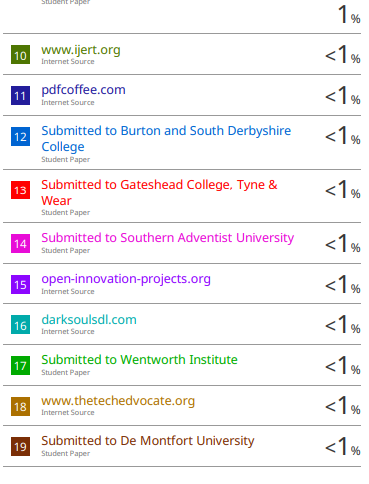 Student Paper
1%
10 www.ijert.org <1%
Internet Source
11 pdfcoffee.com <1%
Internet Source
12 Submitted to Burton and South Derbyshire <1%
College
Student Paper
13 Submitted to Gateshead College, Tyne & <1%
Wear
Student Paper
14 Submitted to Southern Adventist University <1%
Student Paper
15 open-innovation-projects.org <1%
Internet Source
16 darksoulsdl.com <1%
Internet Source
17 Submitted to Wentworth Institute <1%
Student Paper
18 www.thetechedvocate.org <1%
Internet Source
19 Submitted to De Montfort University <1%
Student Paper